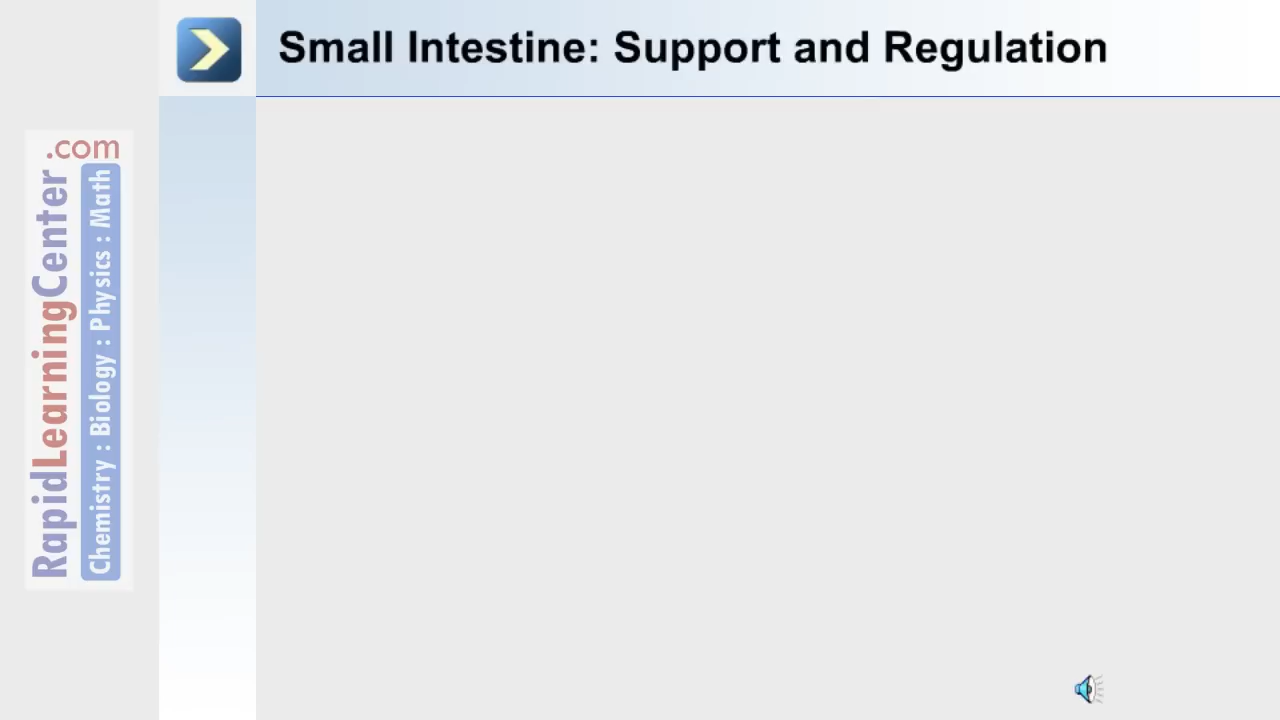 Small Intestine: Support and Regulation
RapidLearningCenter
.com
Chemistry : Biology : Physics : Math